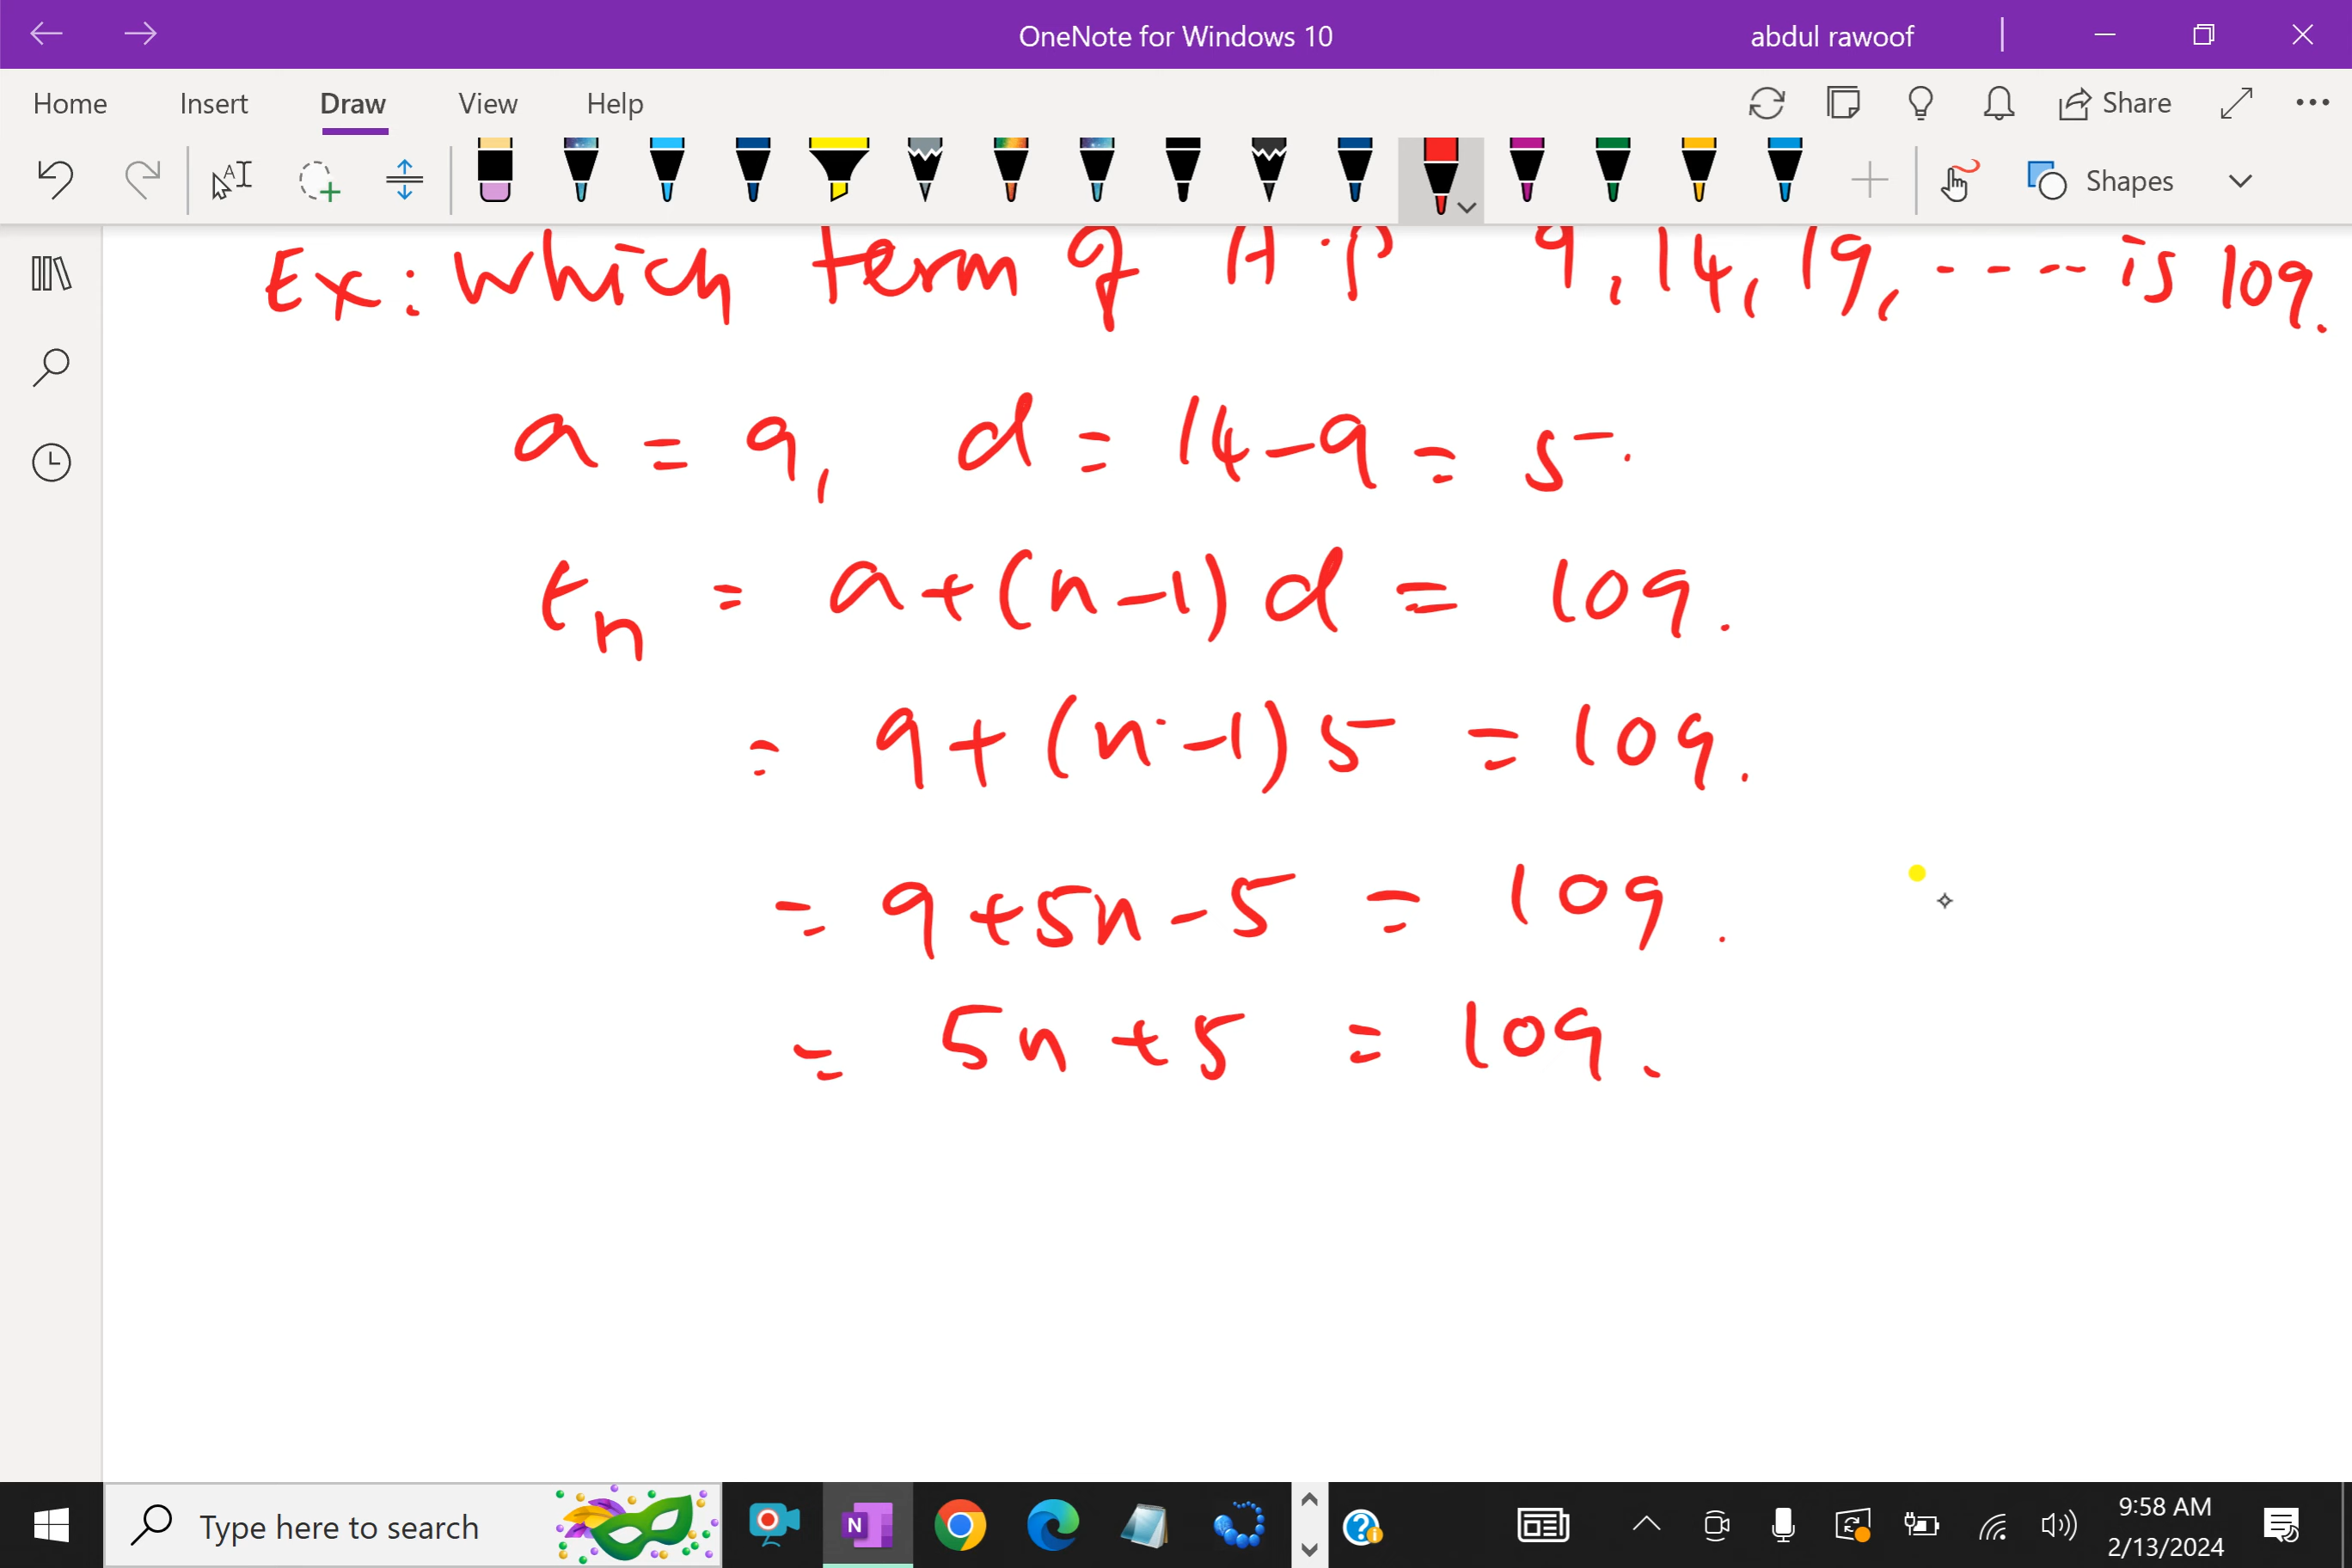 OneNote for Windows 10 abdul rawoof
Home Insert Draw View Help Share
Shapes
Ex: which term of A.P 9, 14, 19, ---- is 109.
a = 9, d = 14-9 = 5.
tn = a+(n-1) d = 109.
= 9+(n-1) 5 = 109.
= 9+5n-5 = 109.
= 5n+5 = 109.
Type here to search
9:58 AM
2/13/2024